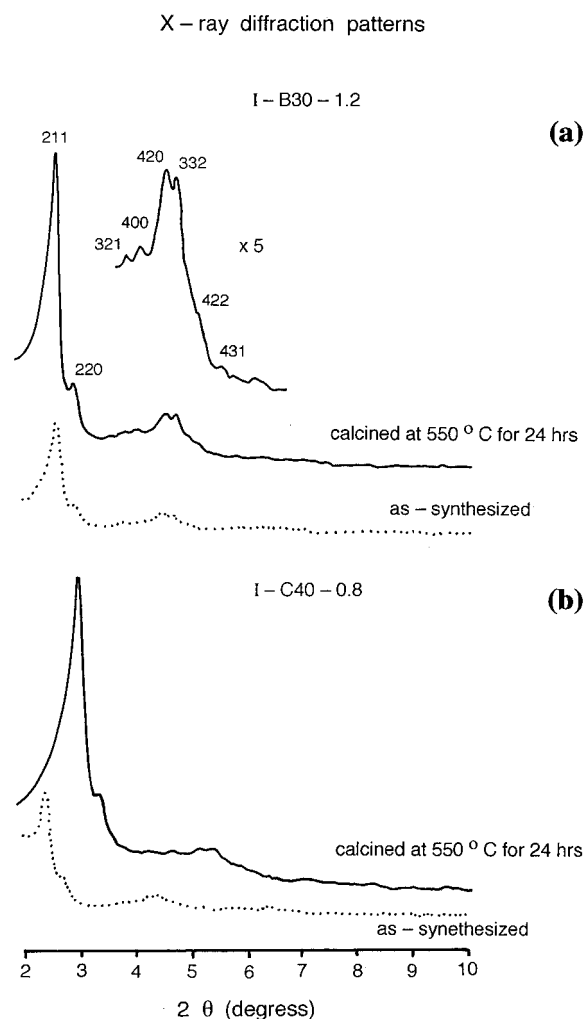 X – ray diffraction patterns
I – B30 – 1.2
(a)
211
420
332
400
321
x 5
422
431
220
calcined at 550 ° C for 24 hrs
as – synthesized
I – C40 – 0.8
(b)
calcined at 550 ° C for 24 hrs
as – synethesized
2 3 4 5 6 7 8 9 10
2 θ (degress)